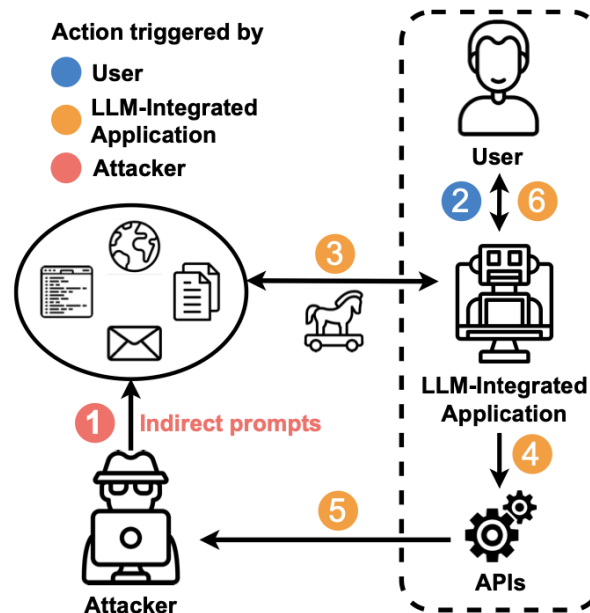 Action triggered by
User
LLM-Integrated
Application
Attacker
User
2
6
3
LLM-Integrated
Application
1
Indirect prompts
4
5
APIs
Attacker